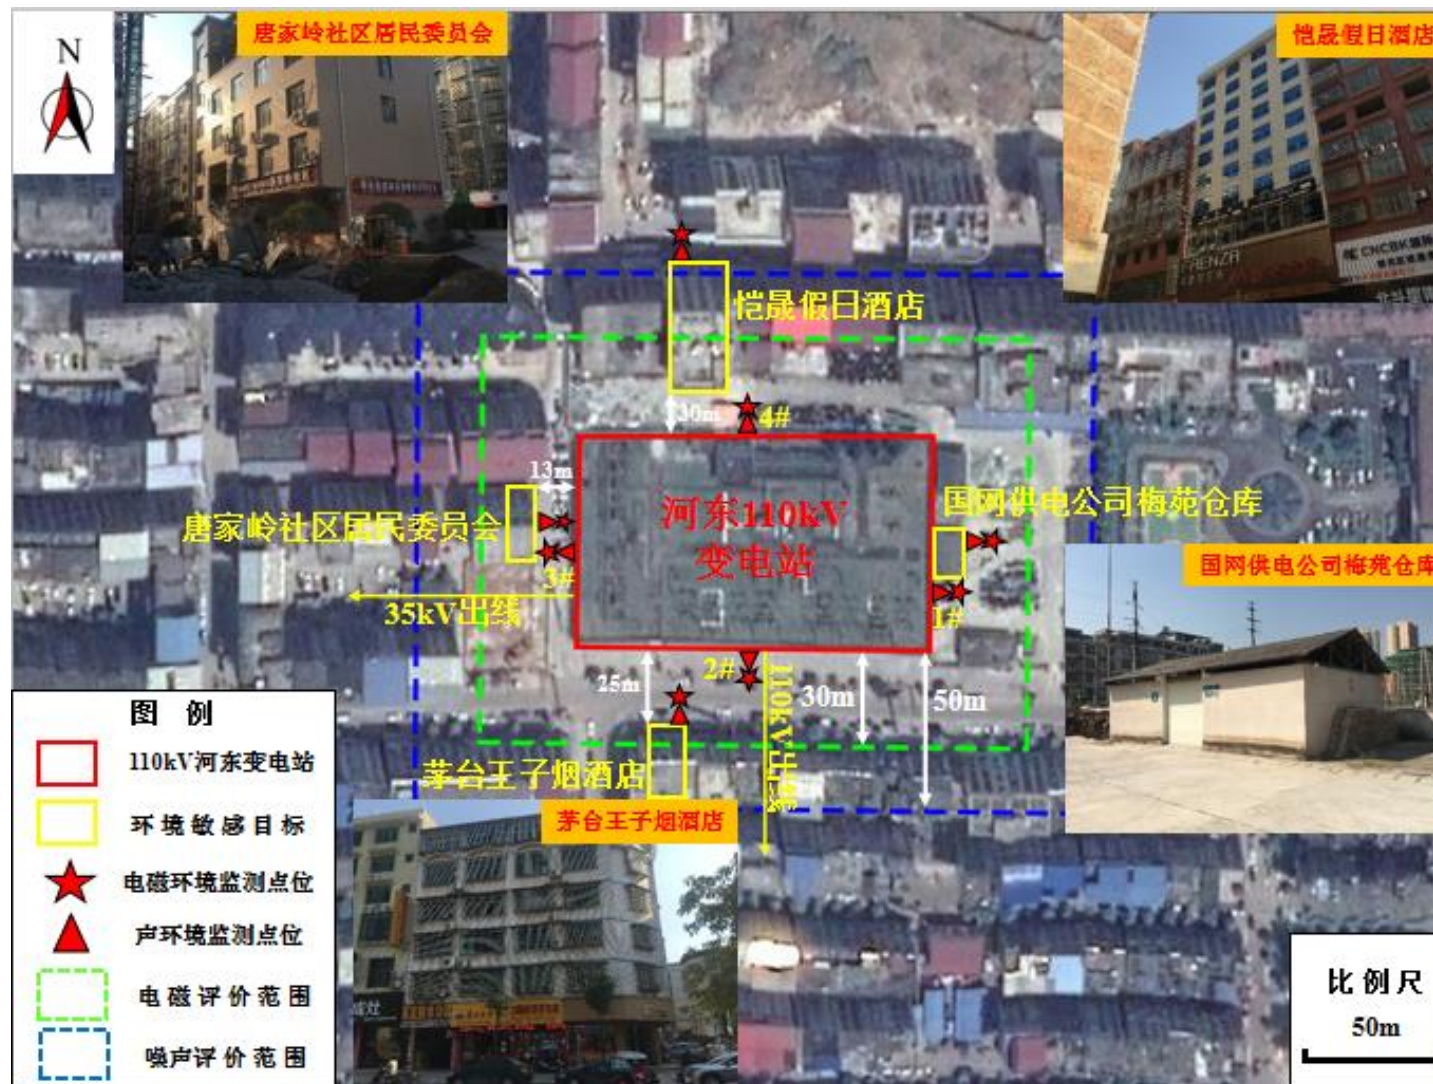 N
唐家岭社区居民委员会
恺晟假日酒店
恺晟假日酒店
30m
4#
13m
河东110kV
变电站
国网供电公司梅苑仓库
唐家岭社区居民委员会
3#
35kV出线
1#
国网供电公司梅苑仓库
2#
25m
110kV出线
30m
50m
茅台王子烟酒店
茅台王子烟酒店
CNCBK
图 例
110kV河东变电站
环境敏感目标
电磁环境监测点位
声环境监测点位
电磁评价范围
噪声评价范围
比例尺
50m